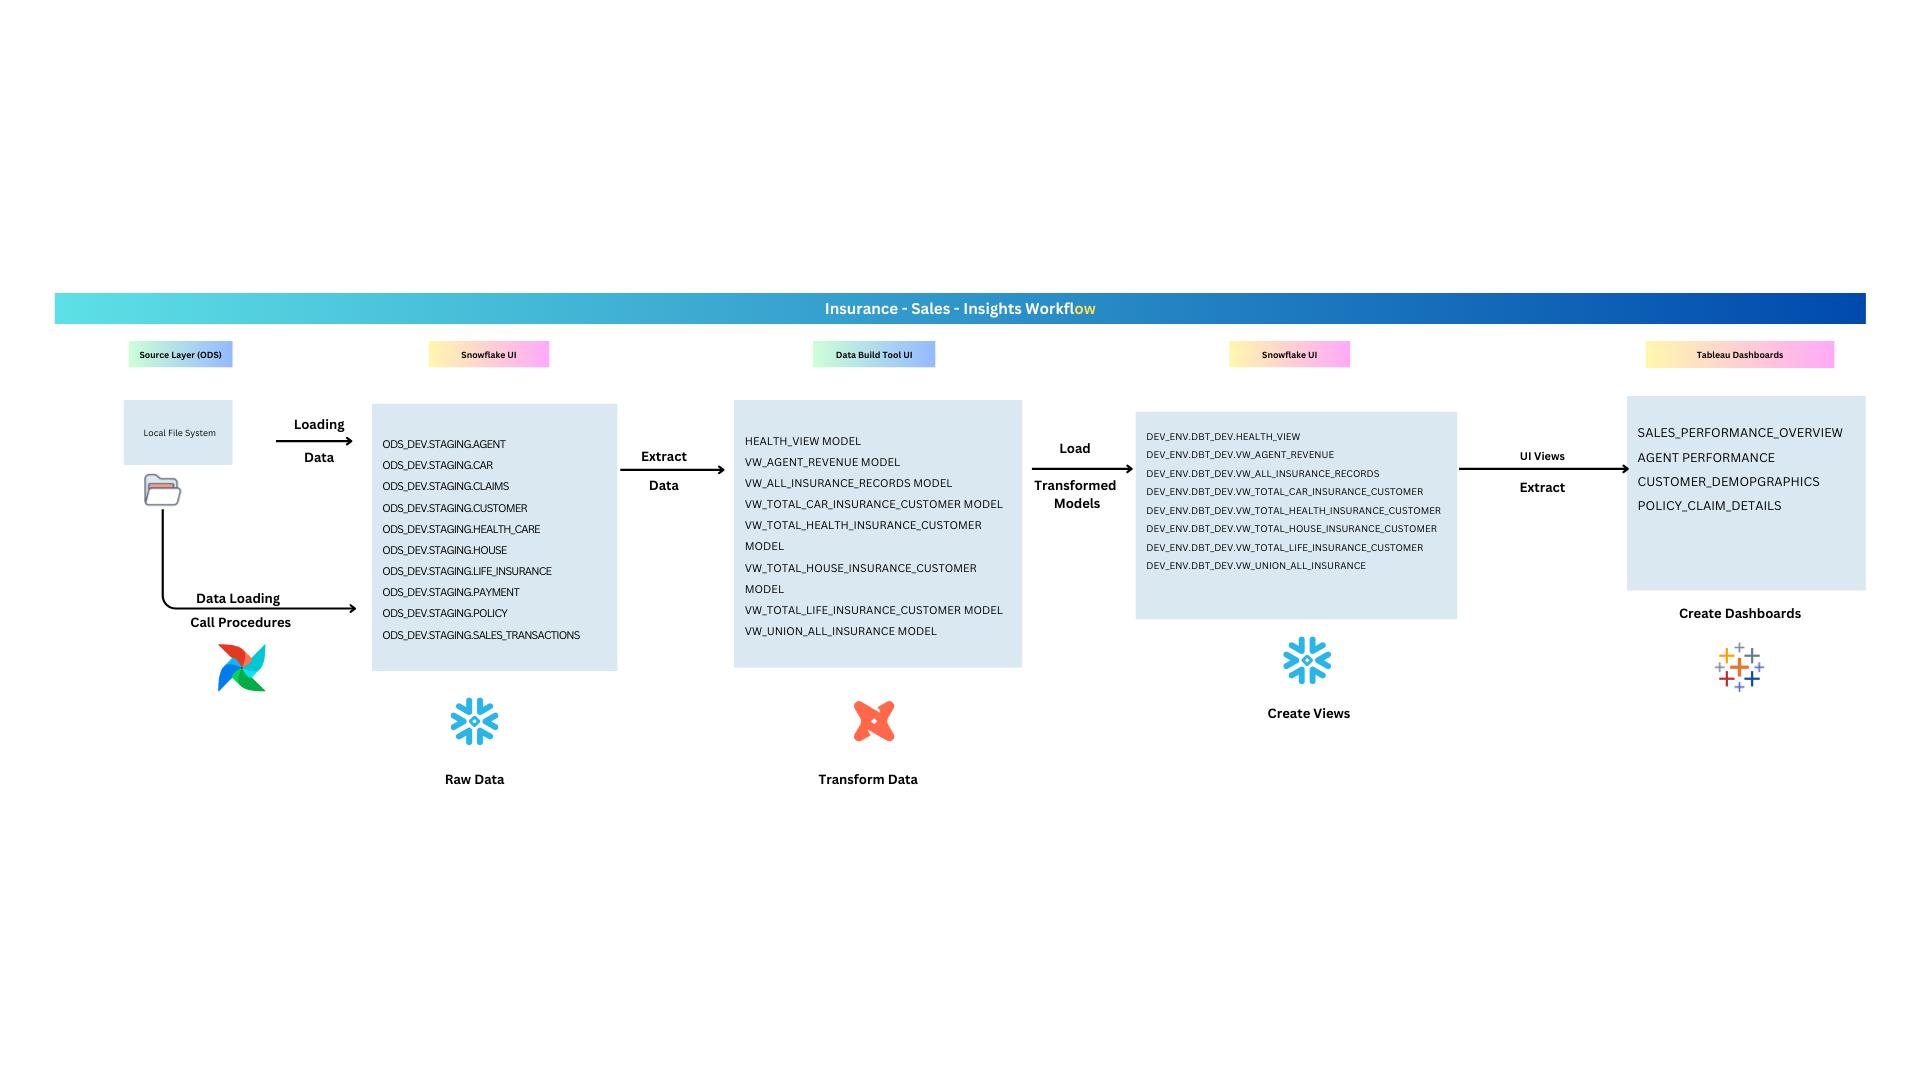 Insurance - Sales - Insights Workflow
Source Layer (ODS)
Snowflake UI
Data Build Tool UI
Snowflake UI
Tableau Dashboards
Local File System
Loading
Data
Data Loading
Call Procedures
ODS_DEV.STAGING.AGENT
ODS_DEV.STAGING.CAR
ODS_DEV.STAGING.CLAIMS
ODS_DEV.STAGING.CUSTOMER
ODS_DEV.STAGING.HEALTH_CARE
ODS_DEV.STAGING.HOUSE
ODS_DEV.STAGING.LIFE_INSURANCE
ODS_DEV.STAGING.PAYMENT
ODS_DEV.STAGING.POLICY
ODS_DEV.STAGING.SALES_TRANSACTIONS
Raw Data
Extract
Data
HEALTH_VIEW MODEL
VW_AGENT_REVENUE MODEL
VW_ALL_INSURANCE_RECORDS MODEL
VW_TOTAL_CAR_INSURANCE_CUSTOMER MODEL
VW_TOTAL_HEALTH_INSURANCE_CUSTOMER
MODEL
VW_TOTAL_HOUSE_INSURANCE_CUSTOMER
MODEL
VW_TOTAL_LIFE_INSURANCE_CUSTOMER MODEL
VW_UNION_ALL_INSURANCE MODEL
Transform Data
Load
Transformed
Models
DEV_ENV.DBT_DEV.HEALTH_VIEW
DEV_ENV.DBT_DEV.VW_AGENT_REVENUE
DEV_ENV.DBT_DEV.VW_ALL_INSURANCE_RECORDS
DEV_ENV.DBT_DEV.VW_TOTAL_CAR_INSURANCE_CUSTOMER
DEV_ENV.DBT_DEV.VW_TOTAL_HEALTH_INSURANCE_CUSTOMER
DEV_ENV.DBT_DEV.VW_TOTAL_HOUSE_INSURANCE_CUSTOMER
DEV_ENV.DBT_DEV.VW_TOTAL_LIFE_INSURANCE_CUSTOMER
DEV_ENV.DBT_DEV.VW_UNION_ALL_INSURANCE
Create Views
UI Views
Extract
SALES_PERFORMANCE_OVERVIEW
AGENT PERFORMANCE
CUSTOMER_DEMOPGRAPHICS
POLICY_CLAIM_DETAILS
Create Dashboards